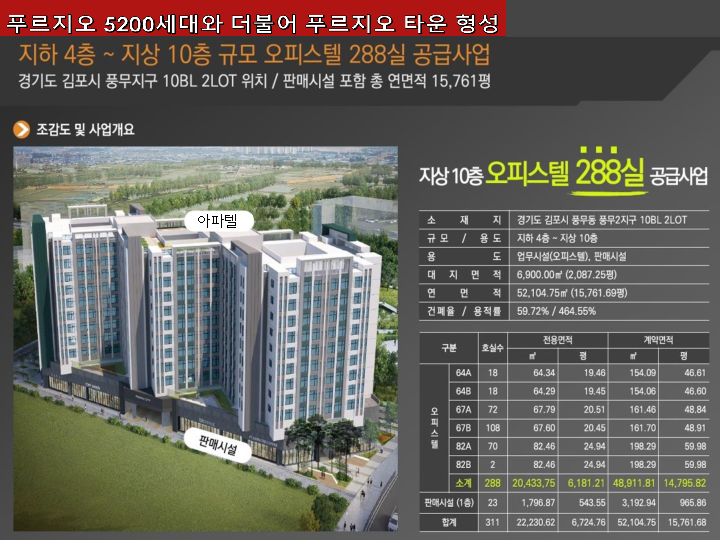 푸르지오 5200세대와 더불어 푸르지오 타운 형성
지하 4층 ~ 지상 10층 규모 오피스텔 288실 공급사업
경기도 김포시 풍무지구 10BL 2LOT 위치 / 판매시설 포함 총 연면적 15,761평
조감도 및 사업개요
아파텔
판매시설
지상 10층 오피스텔 288실 공급사업
소 재 지 경기도 김포시 풍무동 풍무2지구 10BL 2LOT
규모 / 용도 지하 4층 ~ 지상 10층
용 도 업무시설(오피스텔), 판매시설
대 지 면 적 6,900.00㎡ (2,087.25평)
연 면 적 52,104.75㎡ (15,761.69평)
건폐율 / 용적률 59.72% / 464.55%
구분 호실수 전용면적 계약면적
㎡ 평 ㎡ 평
오피스텔
64A 18 64.34 19.46 154.09 46.61
64B 18 64.29 19.45 154.06 46.60
67A 72 67.79 20.51 161.46 48.84
67B 108 67.60 20.45 161.70 48.91
82A 70 82.46 24.94 198.29 59.98
82B 2 82.46 24.94 198.29 59.98
소계 288 20,433,75 6,181.21 48,911.81 14,795.82
판매시설 (1층) 23 1,796.87 543.55 3,192.94 965.86
합계 311 22,230.62 6,724.76 52,104.75 15,761.68